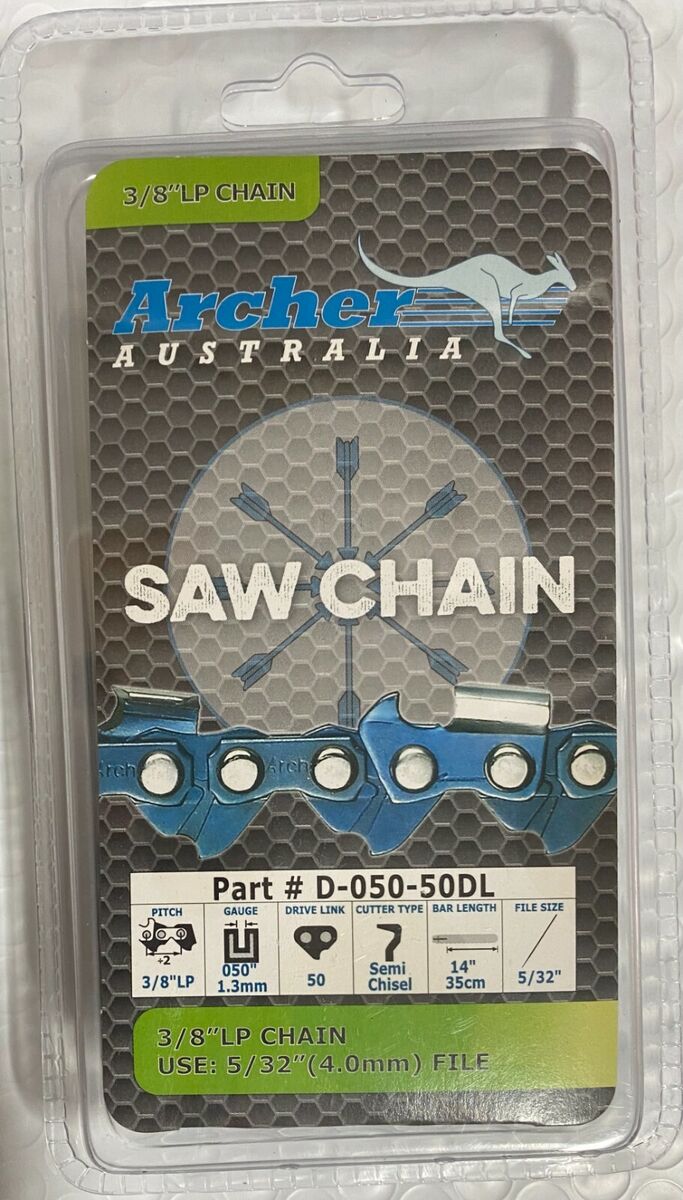 3/8"LP CHAIN
Archer
AUSTRALIA
SAW CHAIN
Arch
Arch
Part # D-050-50DL
PITCH GAUGE DRIVE LINK CUTTER TYPE BAR LENGTH FILE SIZE
÷2
3/8"LP 050" 1.3mm 50 Semi Chisel 14" 35cm 5/32"
3/8"LP CHAIN
USE: 5/32"(4.0mm) FILE